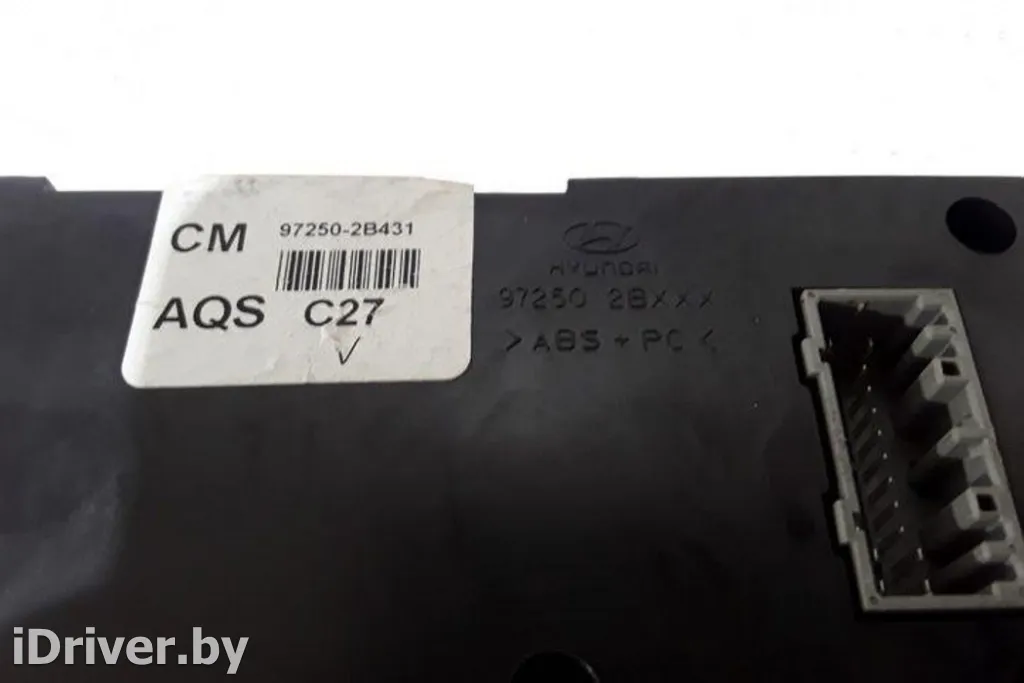 CM 97250-2B431
AQS C27
HYUNDAI
97250 2BXXX
>ABS + PC<
iDriver.by